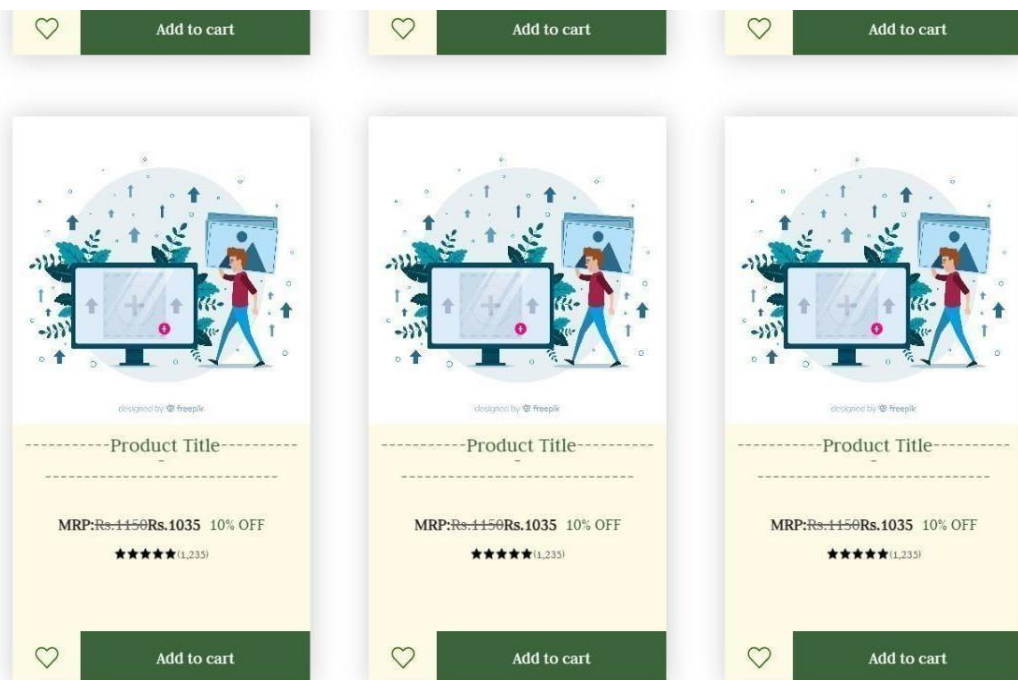 Add to cart Add to cart Add to cart
designed by freepik designed by freepik designed by freepik
----------Product Title--------- ----------Product Title--------- ----------Product Title---------
- - -
---------------------------- ---------------------------- ----------------------------
MRP:Rs.1150Rs.1035 10% OFF MRP:Rs.1150Rs.1035 10% OFF MRP:Rs.1150Rs.1035 10% OFF
★★★★★(1,235) ★★★★★(1,235) ★★★★★(1,235)
Add to cart Add to cart Add to cart